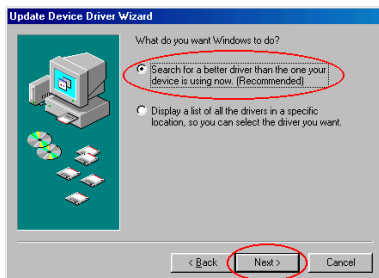 Update Device Driver Wizard
What do you want Windows to do?
Search for a better driver than the one your
device is using now. (Recommended)
Display a list of all the drivers in a specific
location, so you can select the driver you want.
< Back
Next >
Cancel